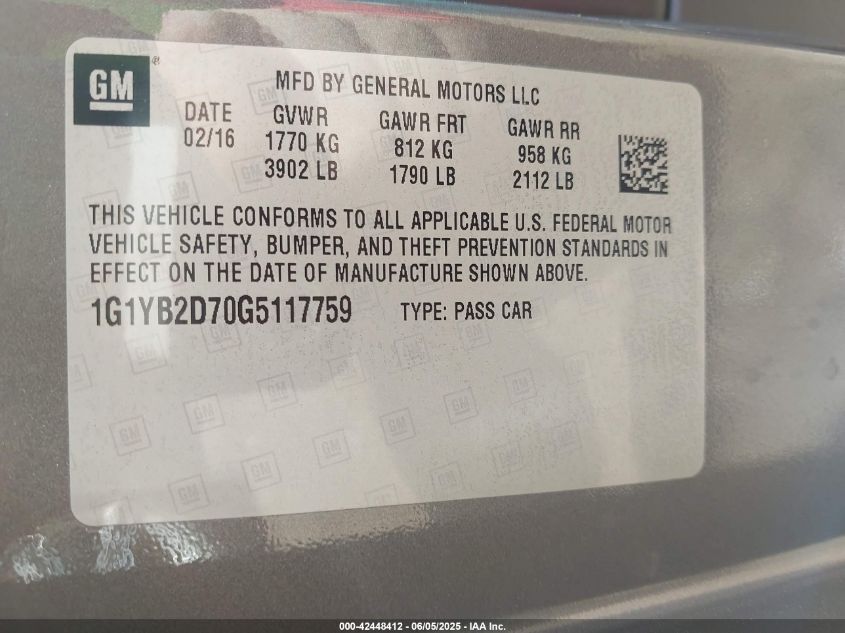 GM ®
MFD BY GENERAL MOTORS LLC
DATE GVWR GAWR FRT GAWR RR
02/16 1770 KG 812 KG 958 KG
3902 LB 1790 LB 2112 LB
THIS VEHICLE CONFORMS TO ALL APPLICABLE U.S. FEDERAL MOTOR
VEHICLE SAFETY, BUMPER, AND THEFT PREVENTION STANDARDS IN
EFFECT ON THE DATE OF MANUFACTURE SHOWN ABOVE.
1G1YB2D70G5117759 TYPE: PASS CAR
000-42448412 - 06/05/2025 - IAA Inc.